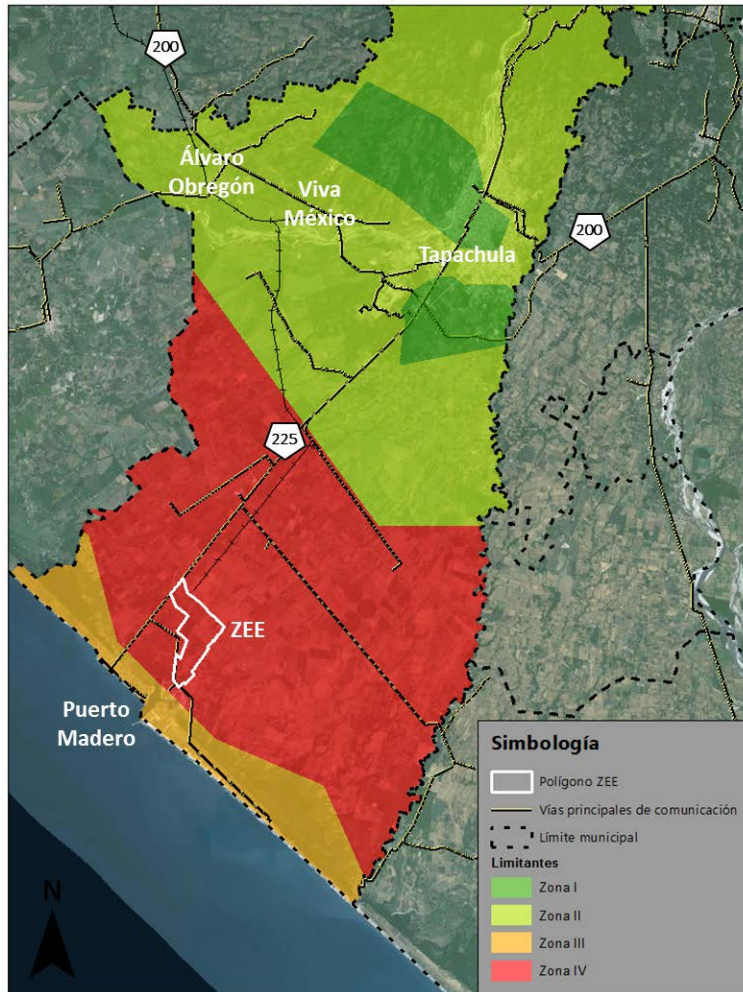 200
Álvaro
Obregón
Viva
México
200
Tapachula
225
ZEE
Puerto
Madero
N
Simbología
Polígono ZEE
Vías principales de comunicación
Límite municipal
Limitantes
Zona I
Zona II
Zona III
Zona IV